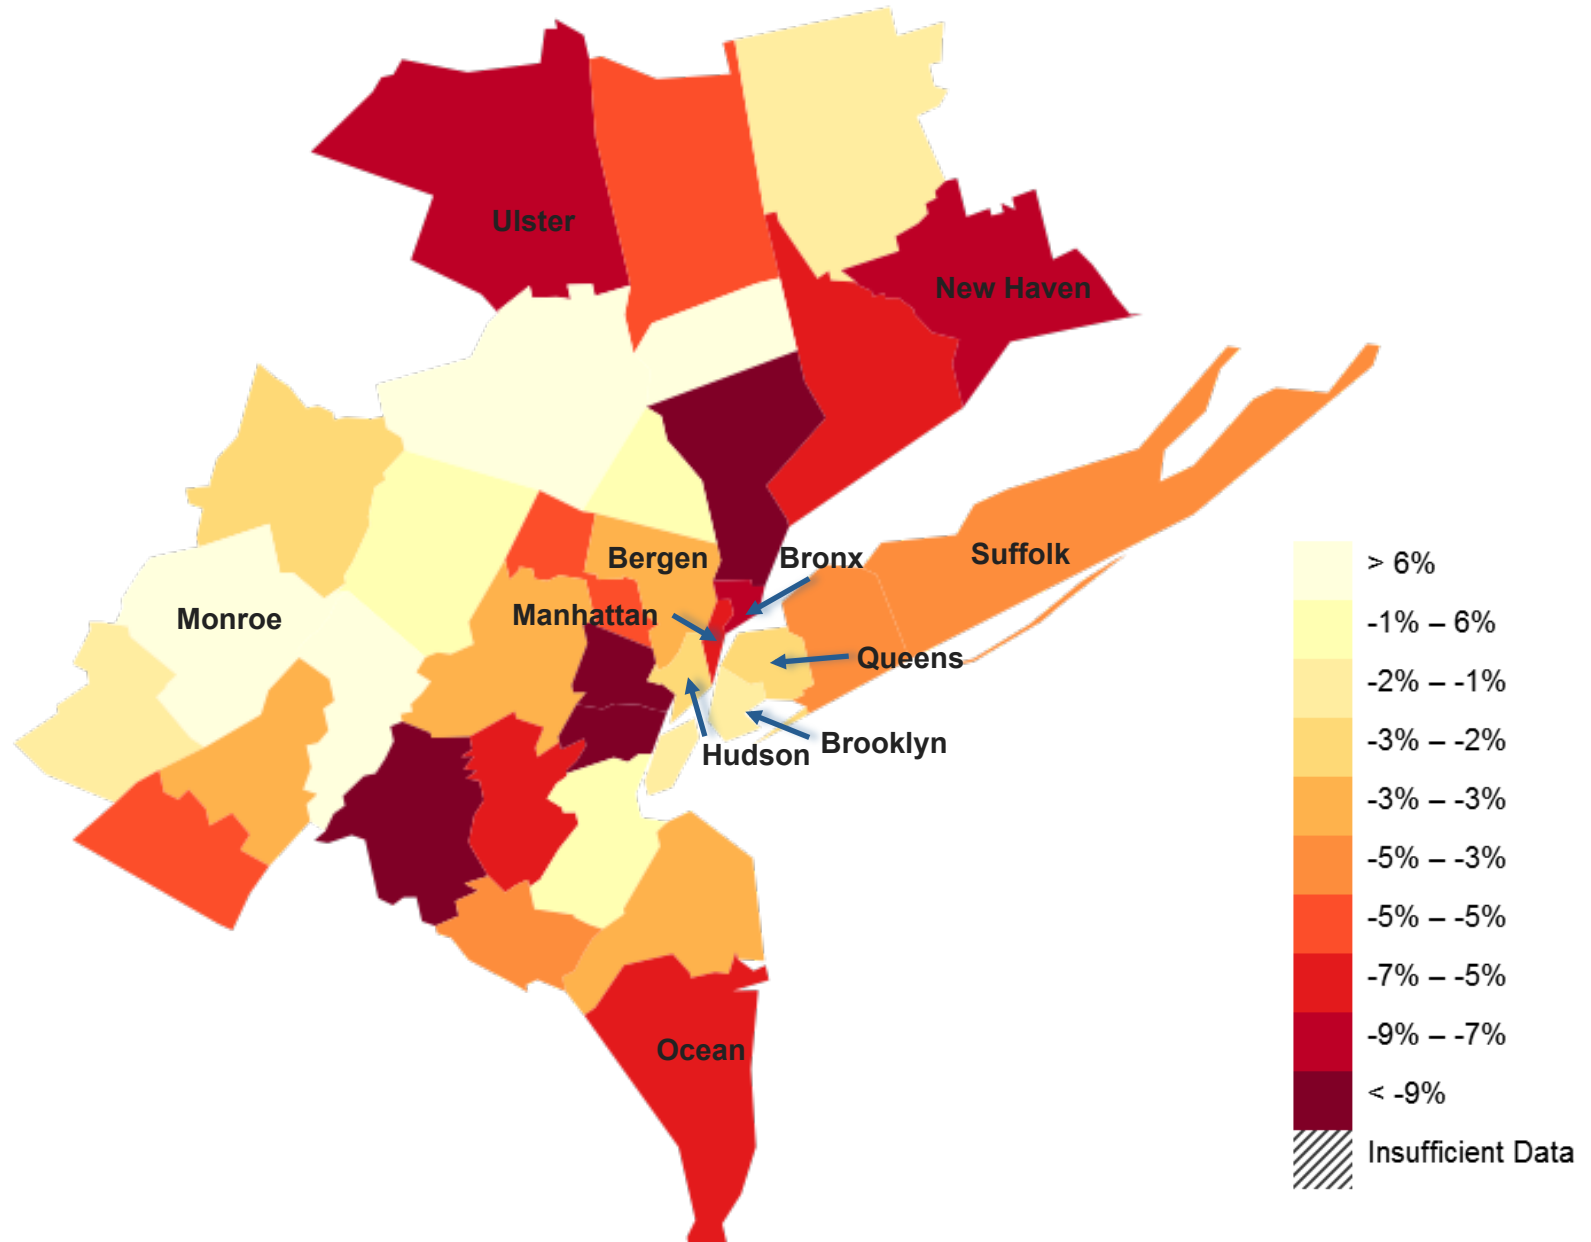 Ulster
New Haven
Bergen
Bronx
Suffolk
Manhattan
Monroe
Queens
Brooklyn
Hudson
Ocean
> 6%
-1% – 6%
-2% – -1%
-3% – -2%
-3% – -3%
-5% – -3%
-5% – -5%
-7% – -5%
-9% – -7%
< -9%
Insufficient Data